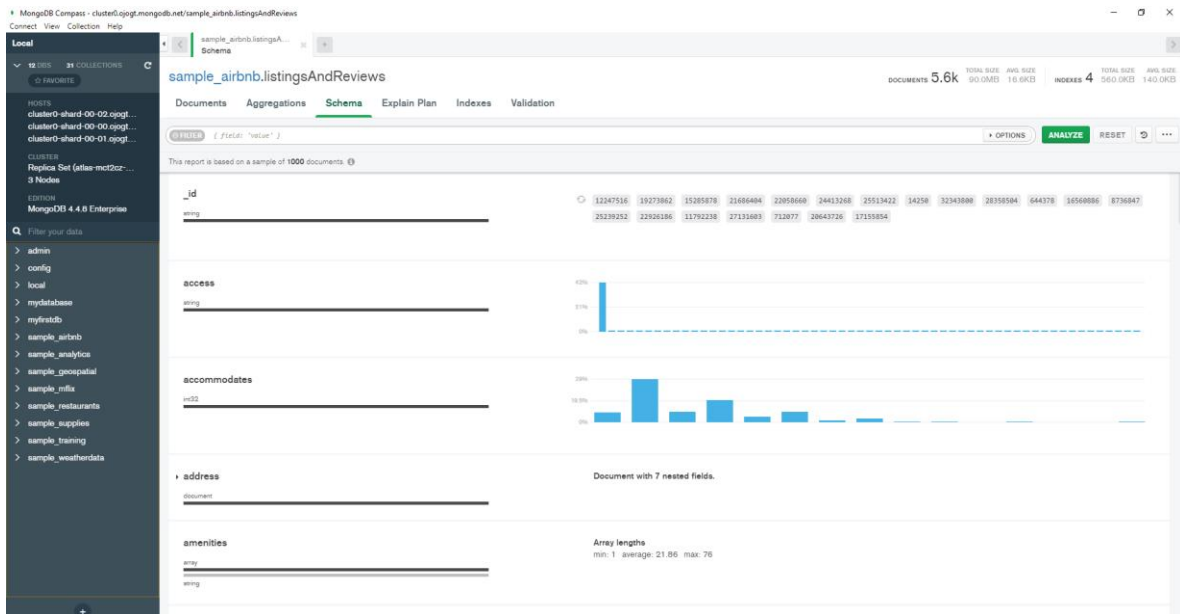 MongoDB Compass - cluster0.ojogt.mongodb.net/sample_airbnb.listingsAndReviews
Connect View Collection Help
Local
12 DBS 31 COLLECTIONS
FAVORITE
HOSTS
cluster0-shard-00-02.ojogt...
cluster0-shard-00-00.ojogt...
cluster0-shard-00-01.ojogt...
CLUSTER
Replica Set (atlas-mct2cz-...
3 Nodes
EDITION
MongoDB 4.4.6 Enterprise
Filter your data
admin
config
local
mydatabase
myfirstdb
sample_airbnb
sample_analytics
sample_geospatial
sample_mflix
sample_restaurants
sample_supplies
sample_training
sample_weatherdata
sample_airbnb.listingsA...
Schema
sample_airbnb.listingsAndReviews
DOCUMENTS 5.6k TOTAL SIZE 90.0MB AVG. SIZE 16.6KB INDEXES 4 TOTAL SIZE 560.0KB AVG. SIZE 140.0KB
Documents Aggregations Schema Explain Plan Indexes Validation
FILTER { field: 'value' } OPTIONS ANALYZE RESET
This report is based on a sample of 1000 documents.
_id
string
12247516 19273862 15285878 21686404 22058660 24413268 25513422 14250 32343800 28358504 644378 16560886 8736847
25239252 22926186 11792238 27131603 712077 20643726 17155854
access
string
21%
0%
accommodates
int32
0%
address
document
Document with 7 nested fields.
amenities
array
string
Array lengths
min: 1 average: 21.86 max: 76